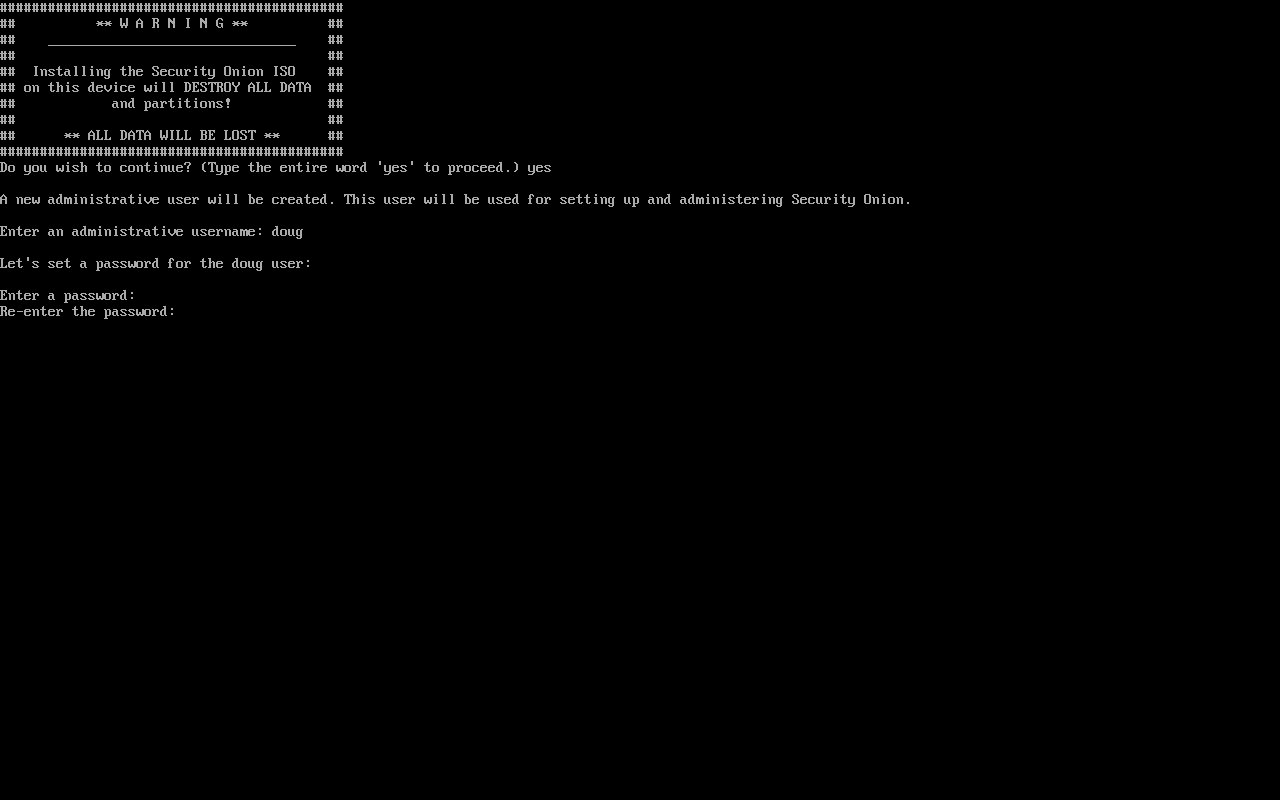 ###########################################
##          ** W A R N I N G **          ##
##    _______________________________    ##
##                                       ##
##  Installing the Security Onion ISO    ##
## on this device will DESTROY ALL DATA  ##
##            and partitions!            ##
##                                       ##
##      ** ALL DATA WILL BE LOST **      ##
###########################################
Do you wish to continue? (Type the entire word 'yes' to proceed.) yes
A new administrative user will be created. This user will be used for setting up and administering Security Onion.
Enter an administrative username: doug
Let's set a password for the doug user:
Enter a password:
Re-enter the password: